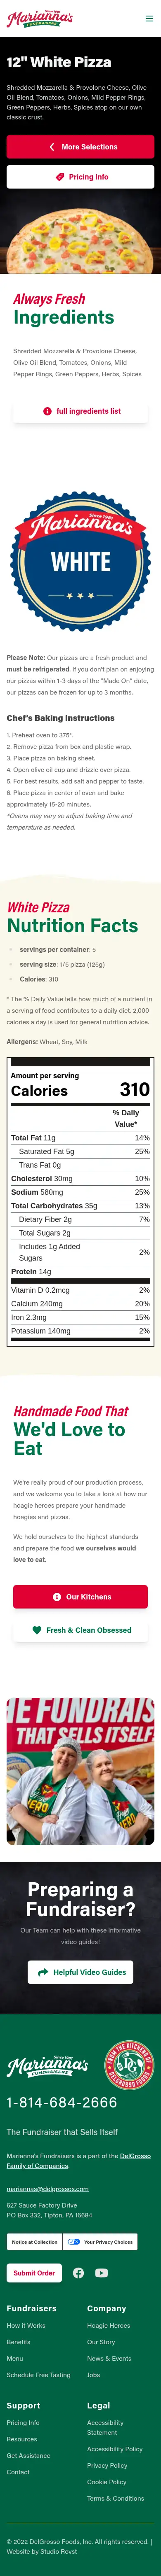 Since 1961
Marianna's
FUNDRAISERS
12" White Pizza
Shredded Mozzarella & Provolone Cheese, Olive
Oil Blend, Tomatoes, Onions, Mild Pepper Rings,
Green Peppers, Herbs, Spices atop on our own
classic crust.
More Selections
Pricing Info
Always Fresh
Ingredients
Shredded Mozzarella & Provolone Cheese,
Olive Oil Blend, Tomatoes, Onions, Mild
Pepper Rings, Green Peppers, Herbs, Spices
full ingredients list
Since 1961
Marianna's
FUNDRAISERS
WHITE
Please Note: Our pizzas are a fresh product and
must be refrigerated. If you don't plan on enjoying
our pizzas within 1-3 days of the "Made On" date,
our pizzas can be frozen for up to 3 months.
Chef's Baking Instructions
1. Preheat oven to 375°.
2. Remove pizza from box and plastic wrap.
3. Place pizza on baking sheet.
4. Open olive oil cup and drizzle over pizza.
5. For best results, add salt and pepper to taste.
6. Place pizza in center of oven and bake
approximately 15-20 minutes.
*Ovens may vary so adjust baking time and
temperature as needed.
White Pizza
Nutrition Facts
servings per container: 5
serving size: 1/5 pizza (125g)
Calories: 310
* The % Daily Value tells how much of a nutrient in
a serving of food contributes to a daily diet. 2,000
calories a day is used for general nutrition advice.
Allergens: Wheat, Soy, Milk
Amount per serving
Calories 310
% Daily
Value*
Total Fat 11g 14%
Saturated Fat 5g 25%
Trans Fat 0g
Cholesterol 30mg 10%
Sodium 580mg 25%
Total Carbohydrates 35g 13%
Dietary Fiber 2g 7%
Total Sugars 2g
Includes 1g Added
Sugars 2%
Protein 14g
Vitamin D 0.2mcg 2%
Calcium 240mg 20%
Iron 2.3mg 15%
Potassium 140mg 2%
Handmade Food That
We'd Love to
Eat
We're really proud of our production process,
and we welcome you to take a look at how our
hoagie heroes prepare your handmade
hoagies and pizzas.
We hold ourselves to the highest standards
and prepare the food we ourselves would
love to eat.
Our Kitchens
Fresh & Clean Obsessed
THE FUNDRAISER
THAT SELLS ITSELF
HERO
Preparing a
Fundraiser?
Our Team can help with these informative
video guides!
Helpful Video Guides
Since 1961
Marianna's
FUNDRAISERS
FROM THE KITCHENS OF
DELGROSSO FOODS
1-814-684-2666
The Fundraiser that Sells Itself
Marianna's Fundraisers is a part of the DelGrosso
Family of Companies.
mariannas@delgrossos.com
627 Sauce Factory Drive
PO Box 332, Tipton, PA 16684
Notice at Collection
Your Privacy Choices
Submit Order
Fundraisers
How it Works
Benefits
Menu
Schedule Free Tasting
Company
Hoagie Heroes
Our Story
News & Events
Jobs
Support
Pricing Info
Resources
Get Assistance
Contact
Legal
Accessibility
Statement
Accessibility Policy
Privacy Policy
Cookie Policy
Terms & Conditions
© 2022 DelGrosso Foods, Inc. All rights reserved. |
Website by Studio Rovst